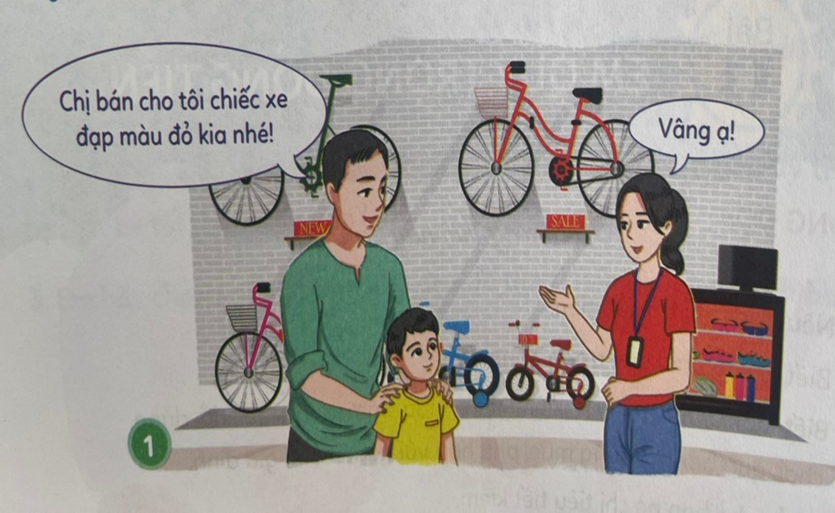 Chị bán cho tôi chiếc xe
đạp màu đỏ kia nhé!
Vâng ạ!
NEW
SALE
1